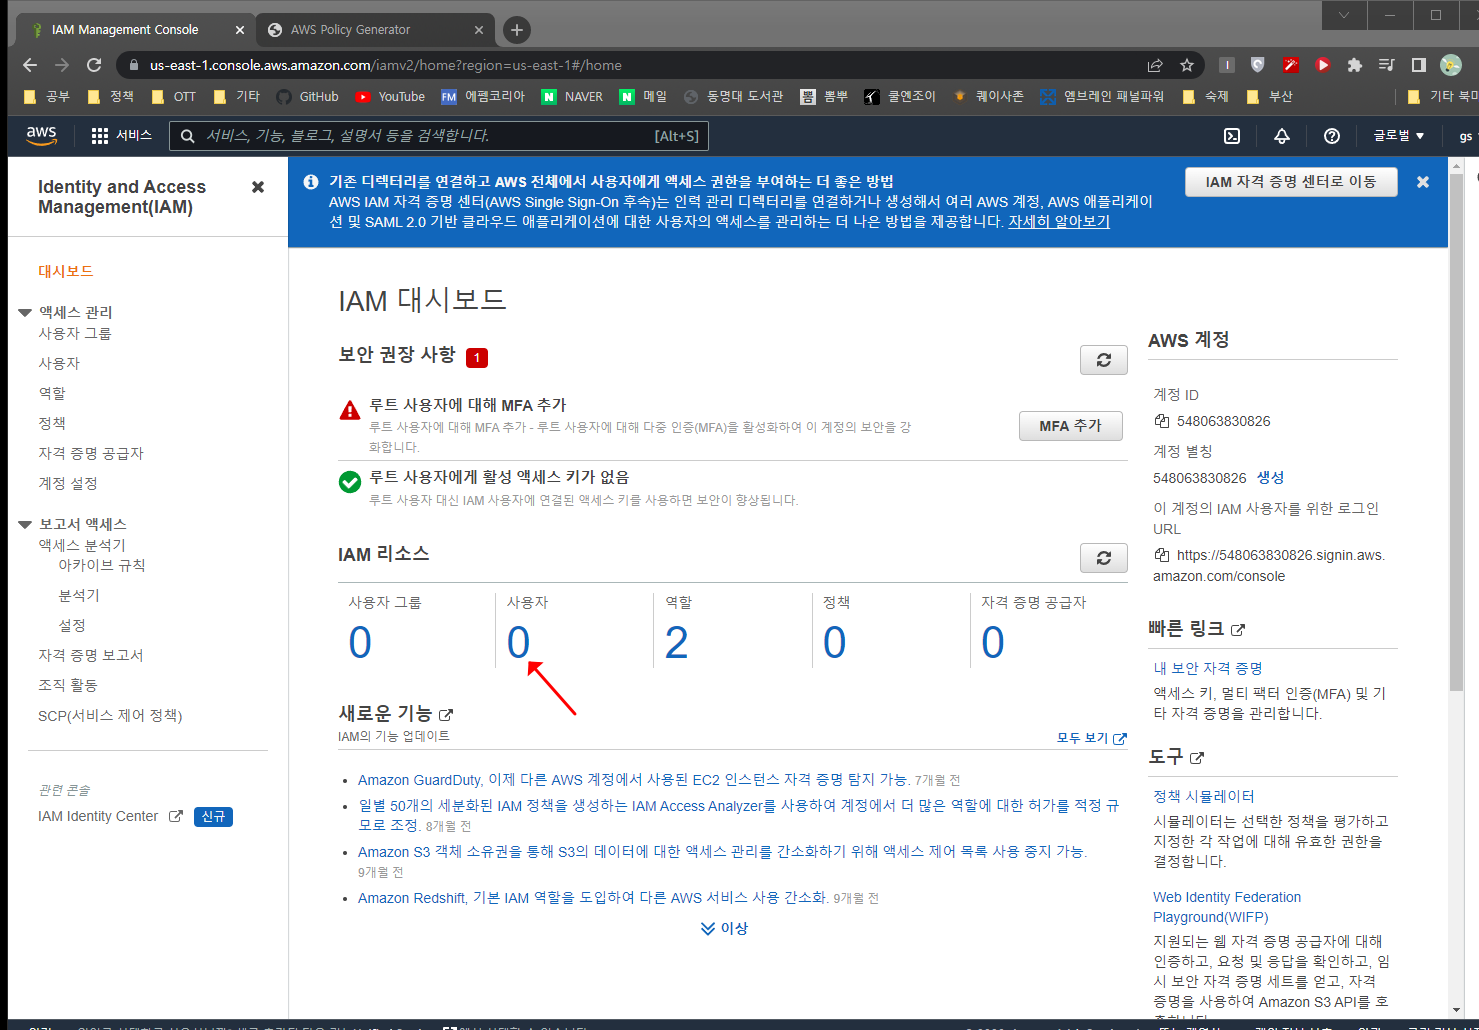 IAM Management Console
AWS Policy Generator
us-east-1.console.aws.amazon.com/iamv2/home?region=us-east-1#/home
공부 정책 OTT 기타 GitHub YouTube FM 에펨코리아 N NAVER N 메일 동명대 도서관 뽐 뽐뿌 쿨엔조이 퀘이사존 앰브레인 패널파워 숙제 부산 기타 북마
aws 서비스 서비스, 기능, 블로그, 설명서 등을 검색합니다. [Alt+S] 글로벌 gs
Identity and Access
Management(IAM)
대시보드
액세스 관리
사용자 그룹
사용자
역할
정책
자격 증명 공급자
계정 설정
보고서 액세스
액세스 분석기
아카이브 규칙
분석기
설정
자격 증명 보고서
조직 활동
SCP(서비스 제어 정책)
관련 콘솔
IAM Identity Center 신규
기존 디렉터리를 연결하고 AWS 전체에서 사용자에게 액세스 권한을 부여하는 더 좋은 방법
AWS IAM 자격 증명 센터(AWS Single Sign-On 후속)는 인력 관리 디렉터리를 연결하거나 생성해서 여러 AWS 계정, AWS 애플리케이
션 및 SAML 2.0 기반 클라우드 애플리케이션에 대한 사용자의 액세스를 관리하는 더 나은 방법을 제공합니다. 자세히 알아보기
IAM 자격 증명 센터로 이동
IAM 대시보드
보안 권장 사항 1
루트 사용자에 대해 MFA 추가
루트 사용자에 대해 MFA 추가 - 루트 사용자에 대해 다중 인증(MFA)을 활성화하여 이 계정의 보안을 강
화합니다.
MFA 추가
루트 사용자에게 활성 액세스 키가 없음
루트 사용자 대신 IAM 사용자에 연결된 액세스 키를 사용하면 보안이 향상됩니다.
IAM 리소스
사용자 그룹
0
사용자
0
역할
2
정책
0
자격 증명 공급자
0
새로운 기능
IAM의 기능 업데이트
모두 보기
Amazon GuardDuty, 이제 다른 AWS 계정에서 사용된 EC2 인스턴스 자격 증명 탐지 가능. 7개월 전
일별 50개의 세분화된 IAM 정책을 생성하는 IAM Access Analyzer를 사용하여 계정에서 더 많은 역할에 대한 허가를 적정 규
모로 조정. 8개월 전
Amazon S3 객체 소유권을 통해 S3의 데이터에 대한 액세스 관리를 간소화하기 위해 액세스 제어 목록 사용 중지 가능.
9개월 전
Amazon Redshift, 기본 IAM 역할을 도입하여 다른 AWS 서비스 사용 간소화. 9개월 전
이상
AWS 계정
계정 ID
548063830826
계정 별칭
548063830826 생성
이 계정의 IAM 사용자를 위한 로그인
URL
https://548063830826.signin.aws.
amazon.com/console
빠른 링크
내 보안 자격 증명
액세스 키, 멀티 팩터 인증(MFA) 및 기
타 자격 증명을 관리합니다.
도구
정책 시뮬레이터
시뮬레이터는 선택한 정책을 평가하고
지정한 각 작업에 대해 유효한 권한을
결정합니다.
Web Identity Federation
Playground(WIFP)
지원되는 웹 자격 증명 공급자에 대해
인증하고, 요청 및 응답을 확인하고, 임
시 보안 자격 증명 세트를 얻고, 자격
증명을 사용하여 Amazon S3 API를 호